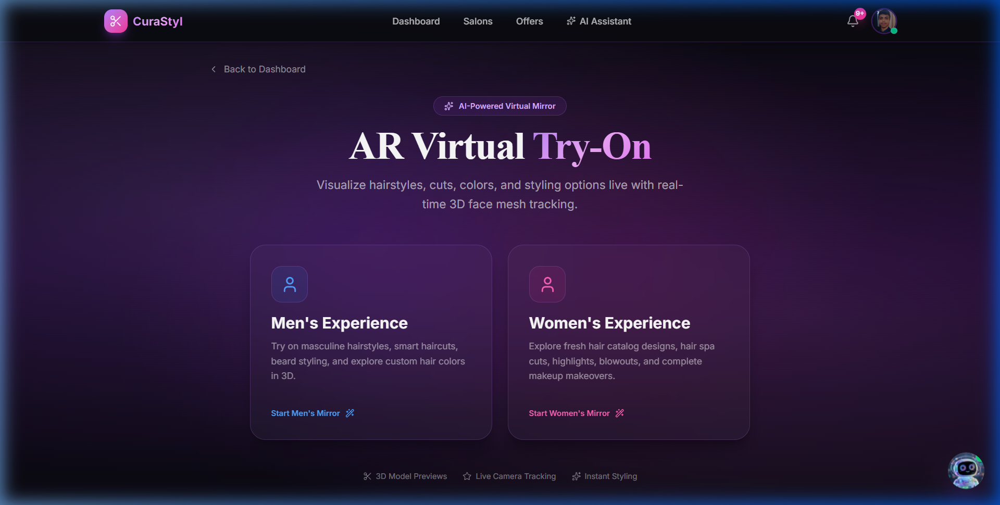 CuraStyl
Dashboard
Salons
Offers
AI Assistant
9+
Back to Dashboard
AI-Powered Virtual Mirror
AR Virtual Try-On
Visualize hairstyles, cuts, colors, and styling options live with real-
time 3D face mesh tracking.
Men's Experience
Try on masculine hairstyles, smart haircuts,
beard styling, and explore custom hair colors
in 3D.
Start Men's Mirror
Women's Experience
Explore fresh hair catalog designs, hair spa
cuts, highlights, blowouts, and complete
makeup makeovers.
Start Women's Mirror
3D Model Previews
Live Camera Tracking
Instant Styling